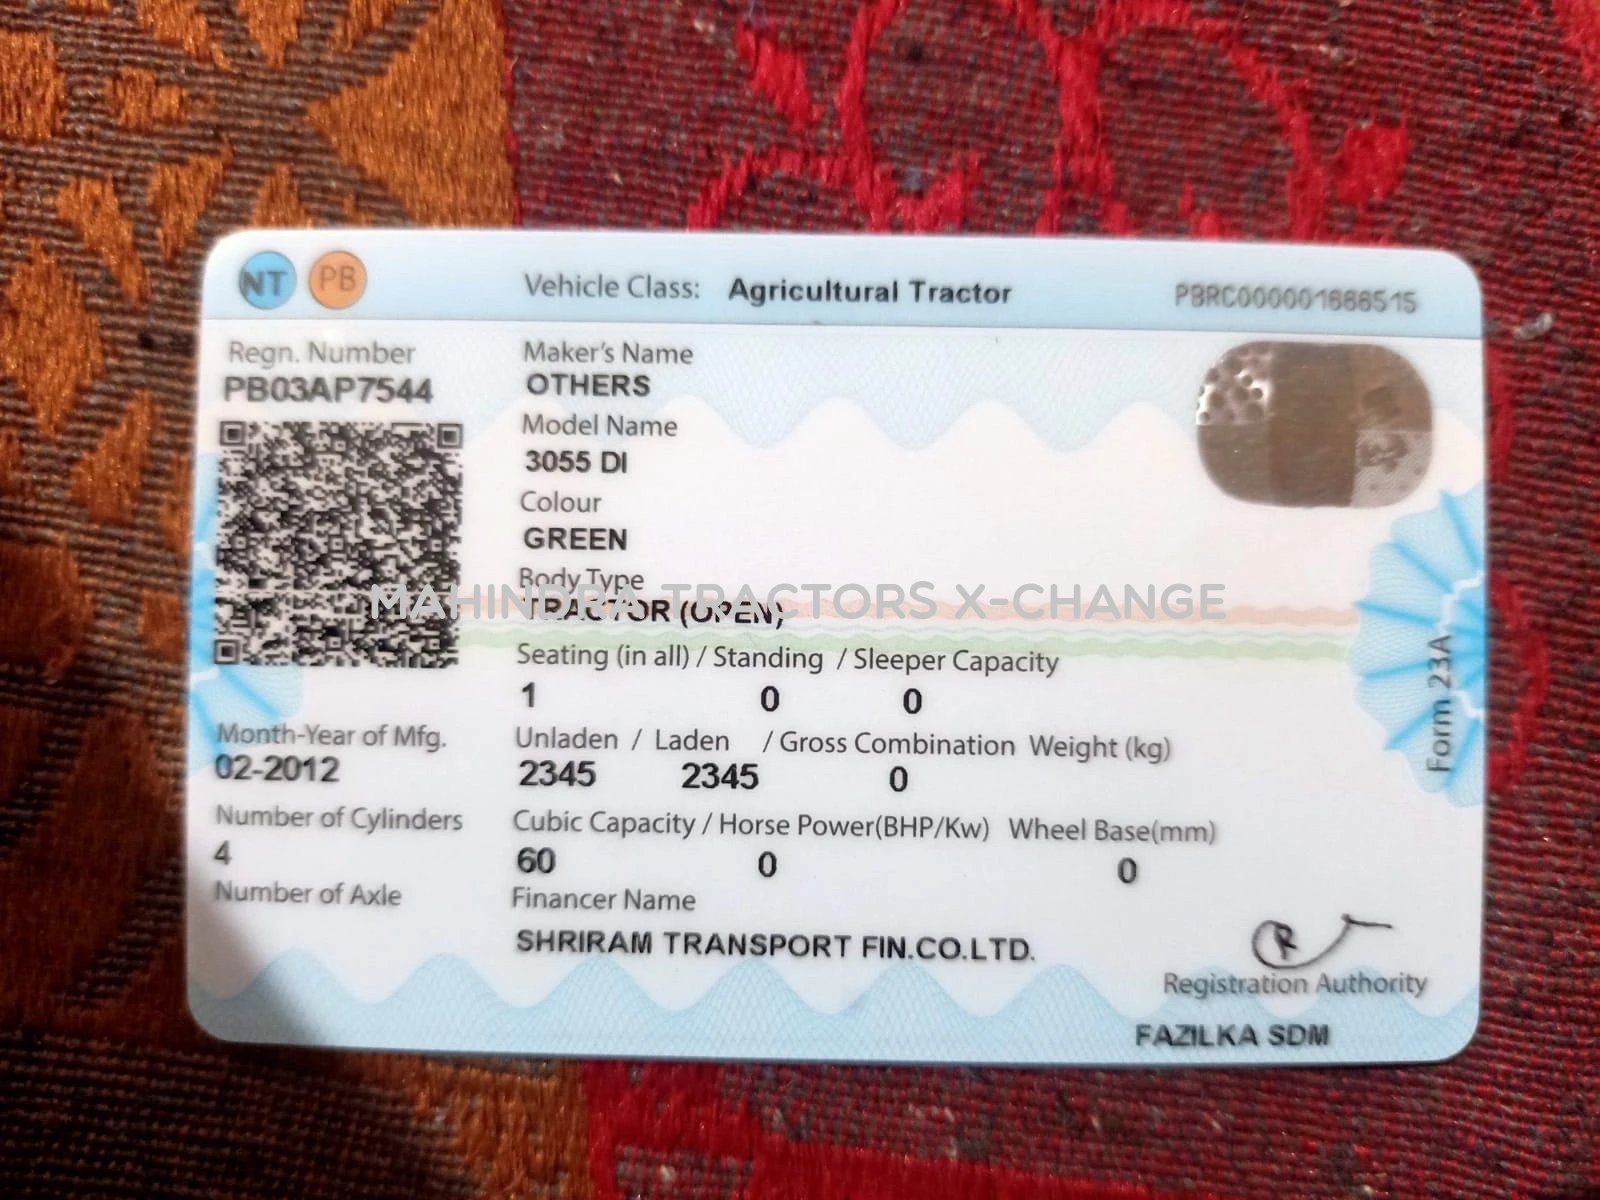 NT PB Vehicle Class: Agricultural Tractor PBRC000001686515
Regn. Number
PB03AP7544
Maker's Name
OTHERS
Model Name
3055 DI
Colour
GREEN
Body Type
TRACTOR (OPEN)
MAHINDRA TRACTORS X-CHANGE
Seating (in all) / Standing / Sleeper Capacity
1 0 0
Month-Year of Mfg.
02-2012
Unladen / Laden / Gross Combination Weight (kg)
2345 2345 0
Number of Cylinders
4
Cubic Capacity / Horse Power(BHP/Kw) Wheel Base(mm)
60 0 0
Number of Axle
Financer Name
SHRIRAM TRANSPORT FIN.CO.LTD.
Form 23A
Registration Authority
FAZILKA SDM